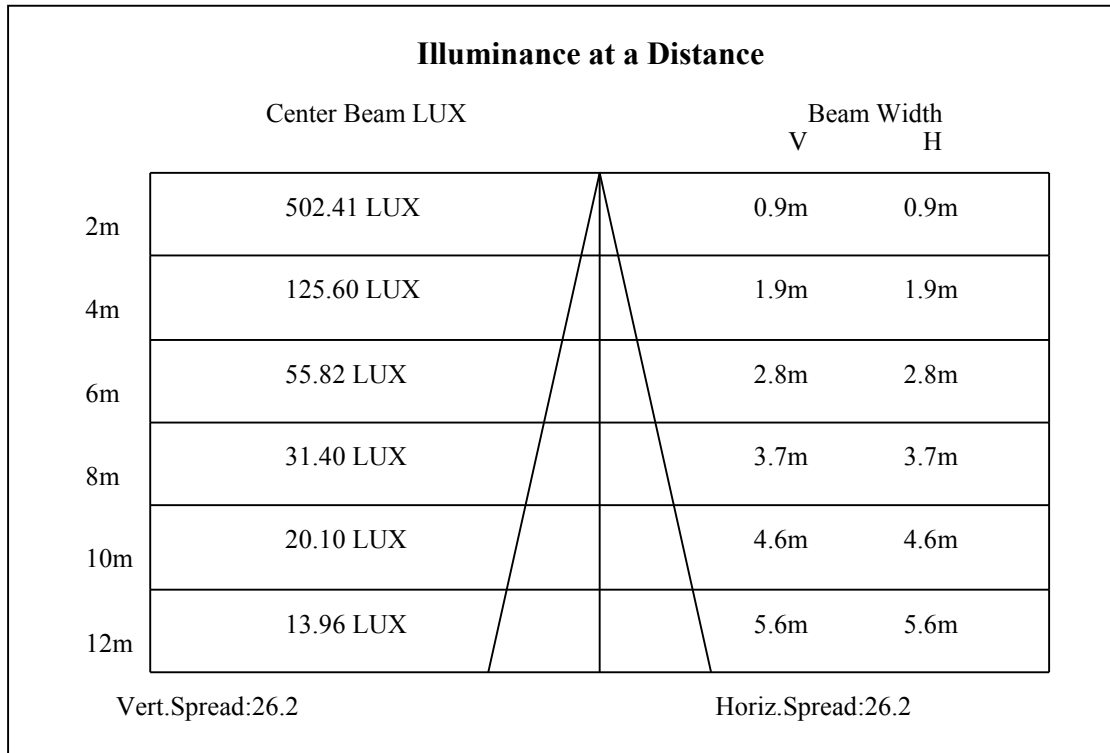 Illuminance at a Distance
Center Beam LUX Beam Width
V H
2m 502.41 LUX 0.9m 0.9m
4m 125.60 LUX 1.9m 1.9m
6m 55.82 LUX 2.8m 2.8m
8m 31.40 LUX 3.7m 3.7m
10m 20.10 LUX 4.6m 4.6m
12m 13.96 LUX 5.6m 5.6m
Vert.Spread:26.2 Horiz.Spread:26.2